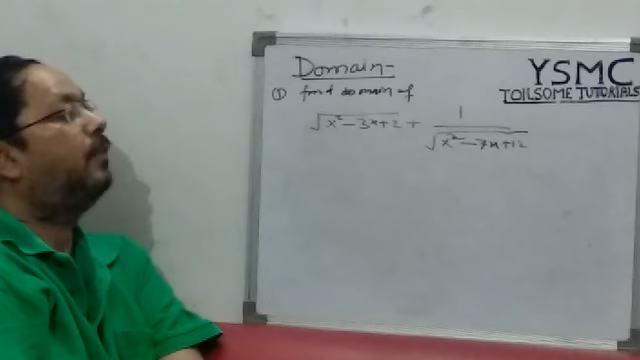 Domain-
① find domain of
√x²-3x+2 + 1/√x²-7x+12
YSMC
TOILSOME TUTORIALS